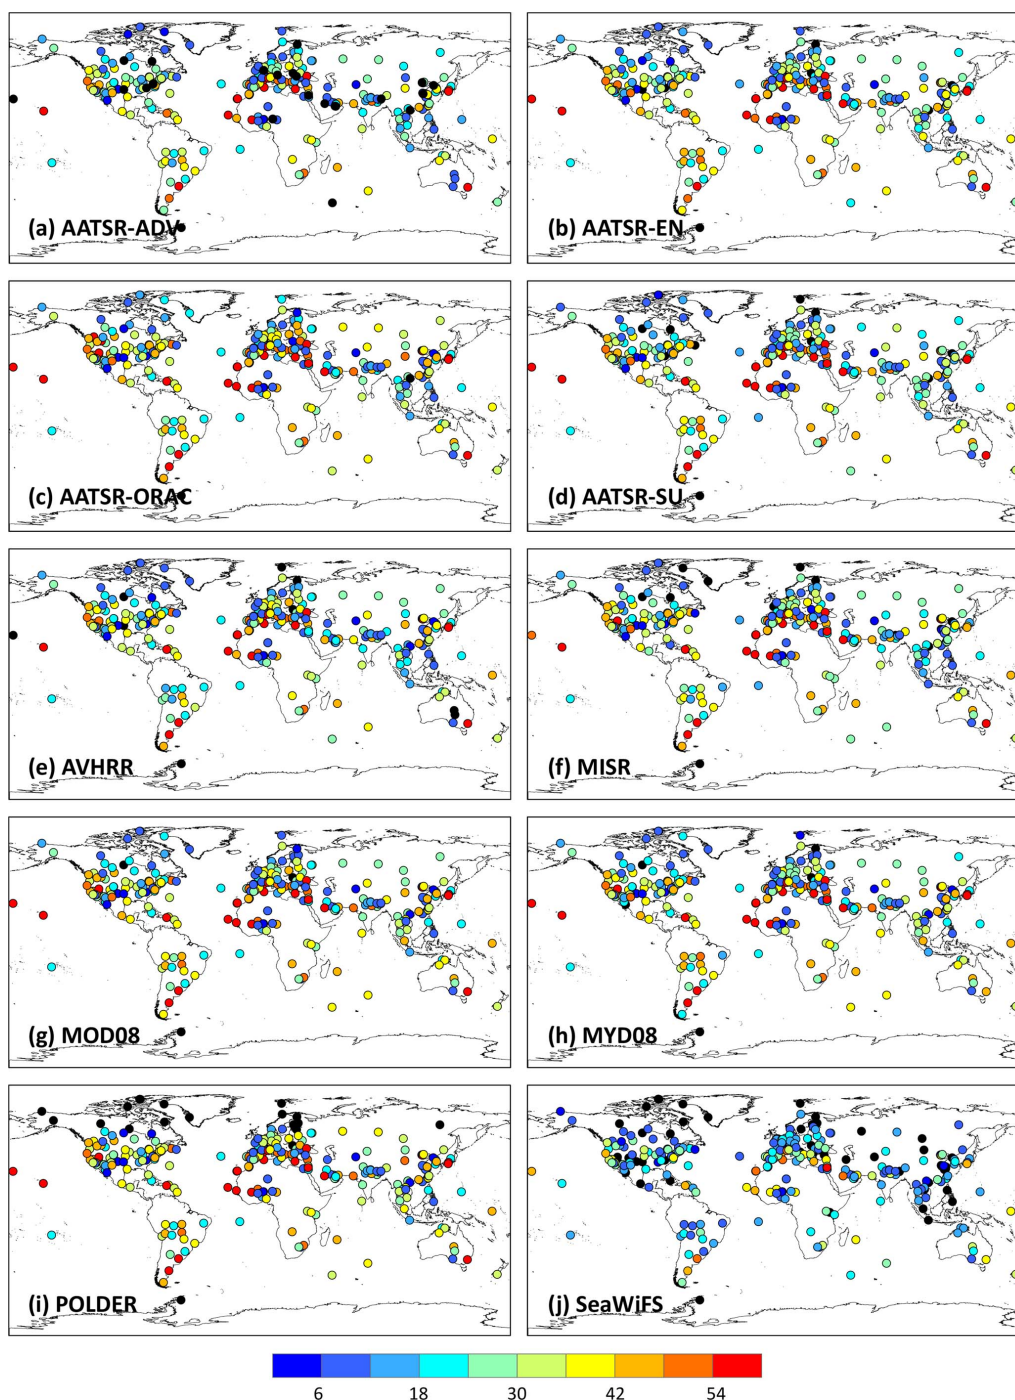 (a) AATSR-ADV
(b) AATSR-EN
(c) AATSR-ORAC
(d) AATSR-SU
(e) AVHRR
(f) MISR
(g) MOD08
(h) MYD08
(i) POLDER
(j) SeaWiFS
6 18 30 42 54